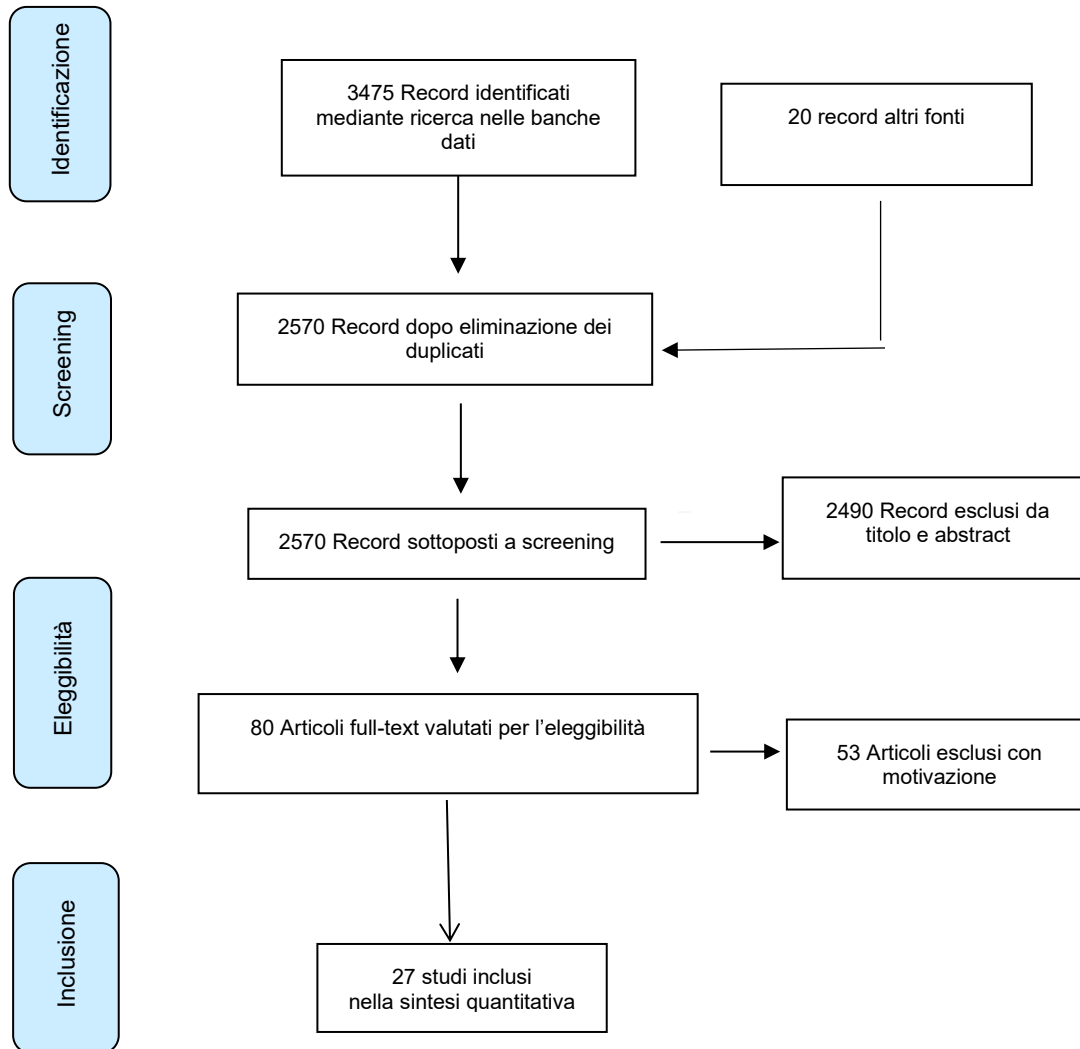 Identificazione
3475 Record identificati
mediante ricerca nelle banche
dati
20 record altri fonti
Screening
2570 Record dopo eliminazione dei
duplicati
2570 Record sottoposti a screening
2490 Record esclusi da
titolo e abstract
Eleggibilità
80 Articoli full-text valutati per l’eleggibilità
53 Articoli esclusi con
motivazione
Inclusione
27 studi inclusi
nella sintesi quantitativa